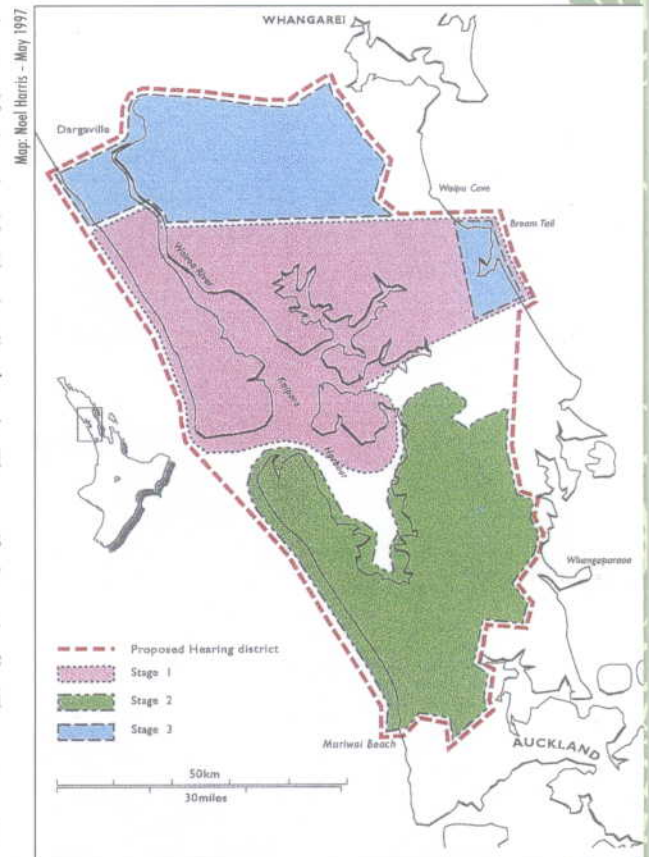 Map: Noel Harris - May 1997
WHANGAREI
Dargaville
Waipu Cove
Bream Tail
Wairoa River
Kaipara
Harbour
Whangaparaoa
Proposed Hearing district
Stage 1
Stage 2
Stage 3
Muriwai Beach
AUCKLAND
50km
30miles